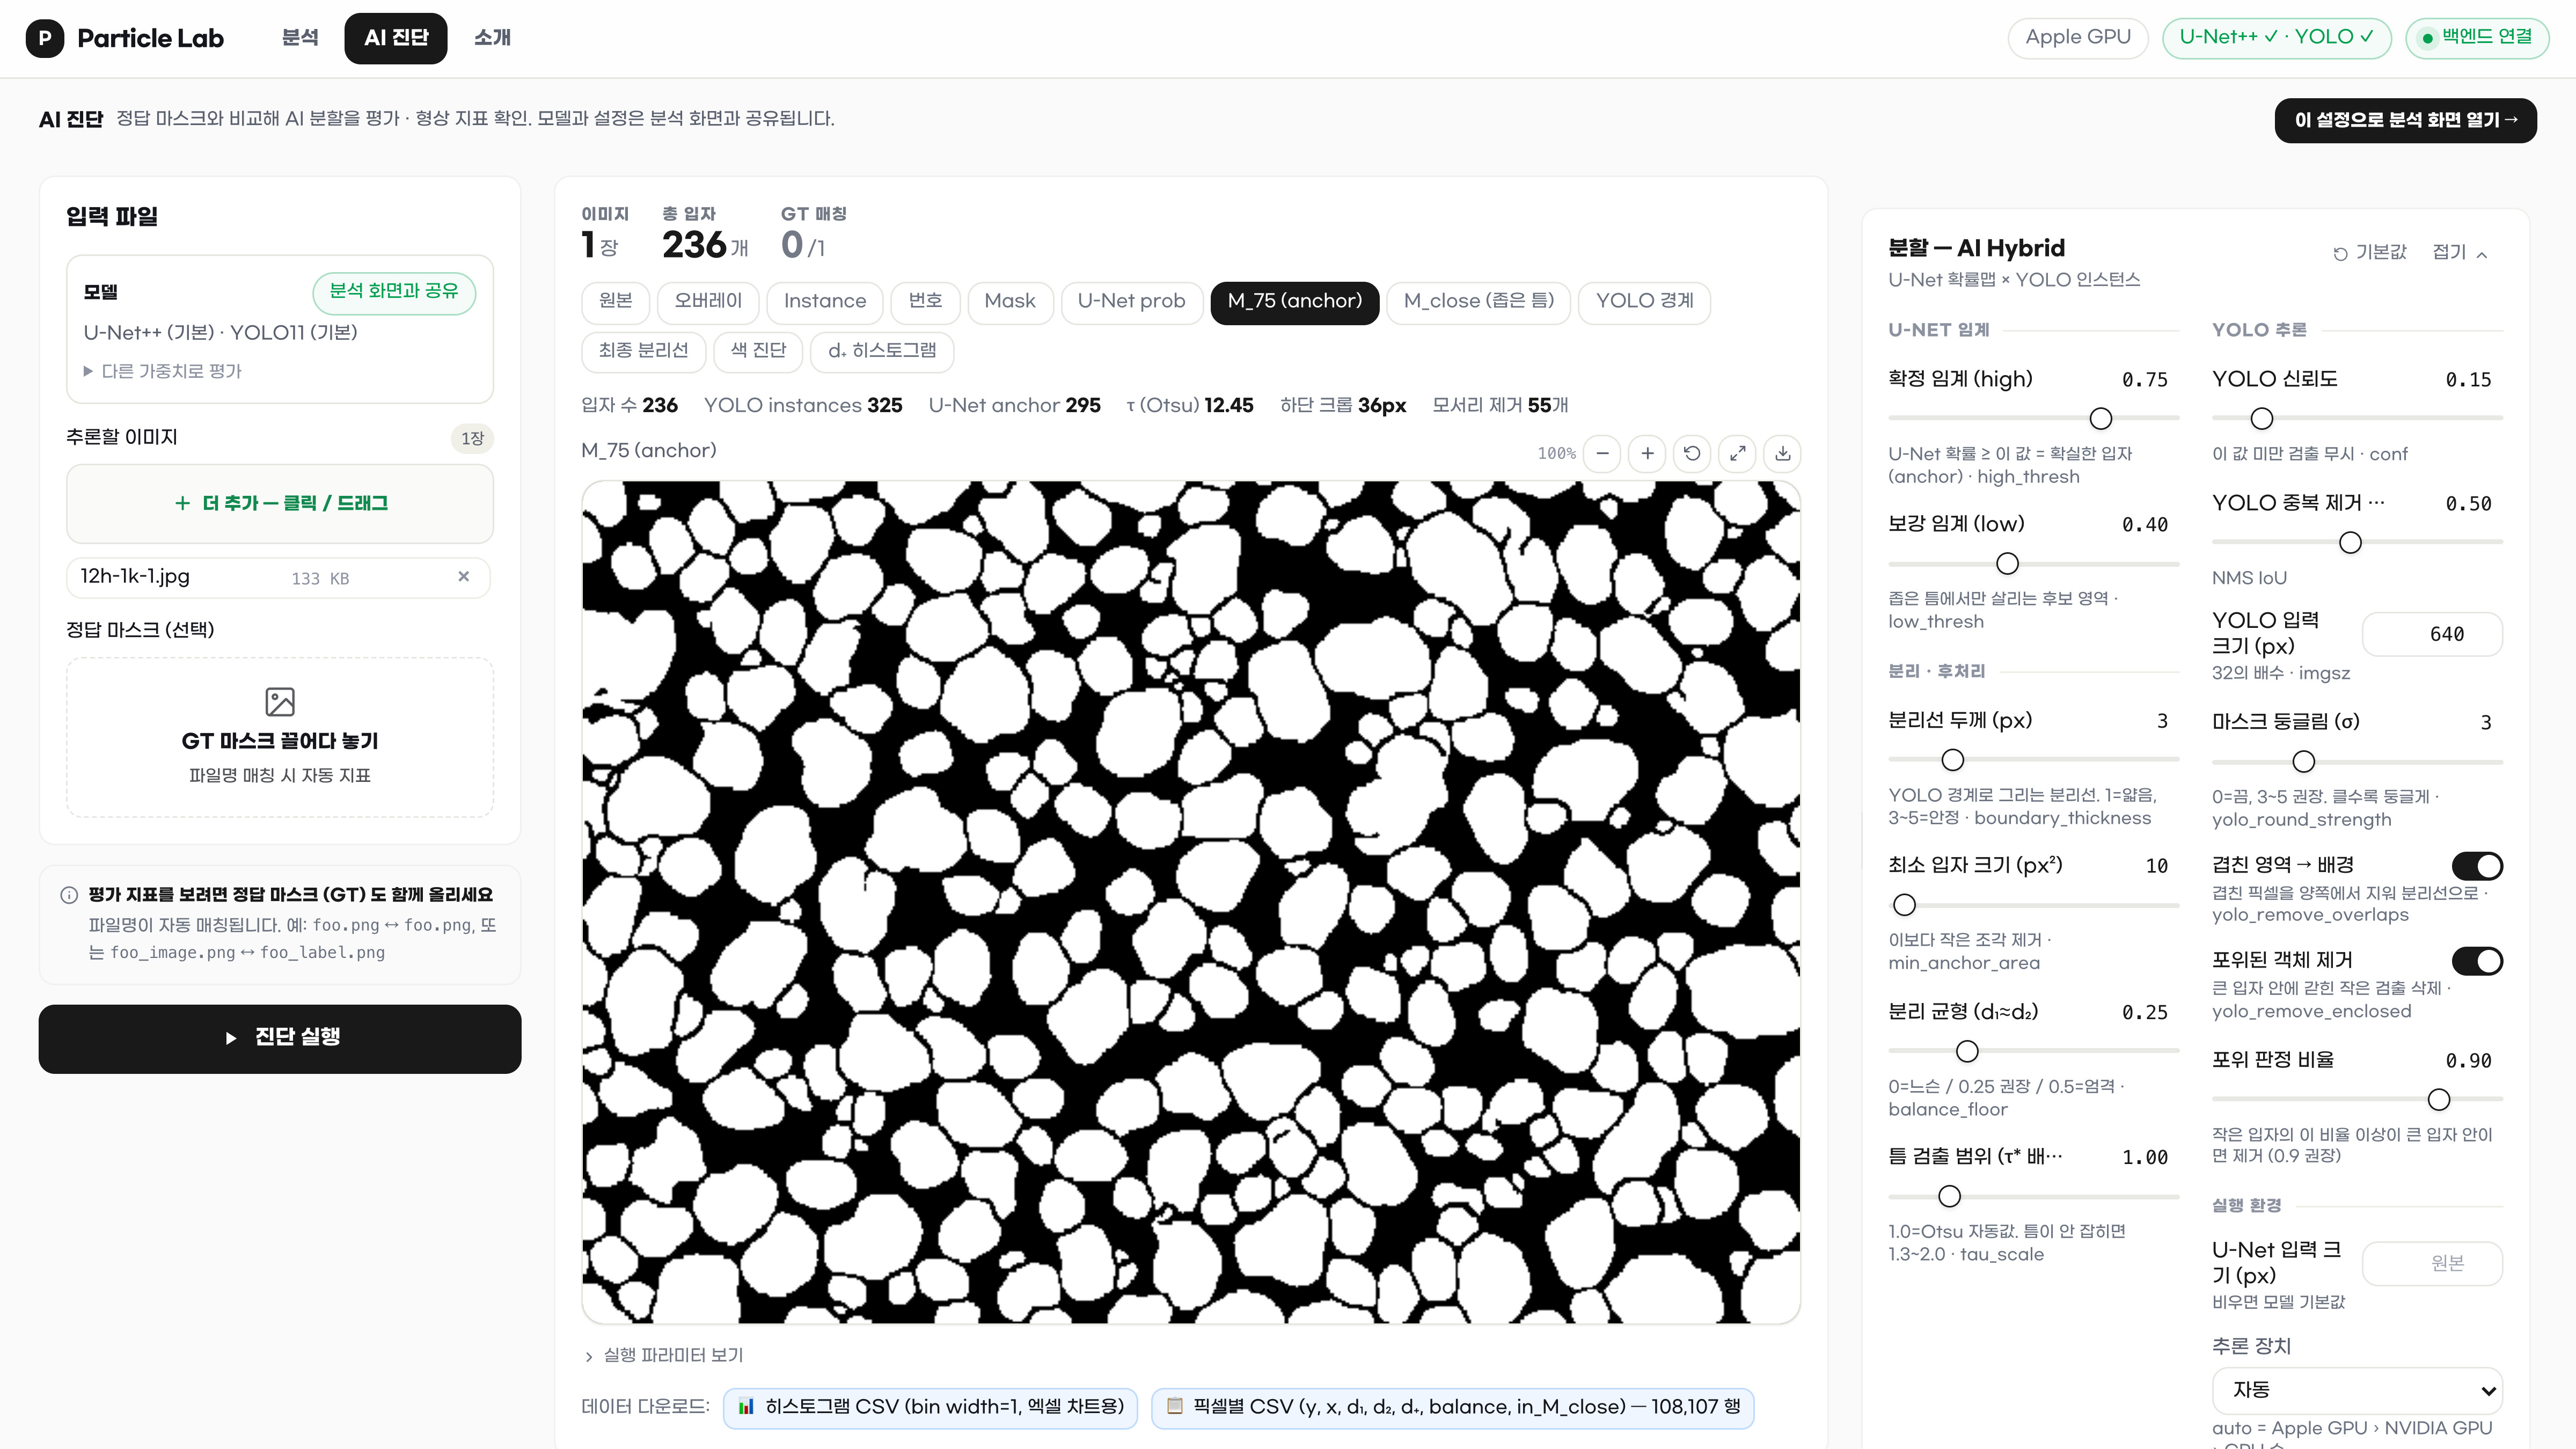 P Particle Lab 분석 AI 진단 소개 Apple GPU U-Net++ ✓ · YOLO ✓ 백엔드 연결
AI 진단 정답 마스크와 비교해 AI 분할을 평가 · 형상 지표 확인. 모델과 설정은 분석 화면과 공유됩니다. 이 설정으로 분석 화면 열기 →
입력 파일
모델 분석 화면과 공유
U-Net++ (기본) · YOLO11 (기본)
▶ 다른 가중치로 평가
추론할 이미지 1장
+ 더 추가 — 클릭 / 드래그
12h-1k-1.jpg 133 KB ×
정답 마스크 (선택)
GT 마스크 끌어다 놓기
파일명 매칭 시 자동 지표
평가 지표를 보려면 정답 마스크 (GT) 도 함께 올리세요
파일명이 자동 매칭됩니다. 예: foo.png ↔ foo.png, 또
는 foo_image.png ↔ foo_label.png
▶ 진단 실행
이미지 총 입자 GT 매칭
1 장 236 개 0 /1
원본 오버레이 Instance 번호 Mask U-Net prob M_75 (anchor) M_close (좁은 틈) YOLO 경계
최종 분리선 색 진단 d₊ 히스토그램
입자 수 236 YOLO instances 325 U-Net anchor 295 τ (Otsu) 12.45 하단 크롭 36px 모서리 제거 55개
M_75 (anchor) 100%
실행 파라미터 보기
데이터 다운로드: 히스토그램 CSV (bin width=1, 엑셀 차트용) 픽셀별 CSV (y, x, d₁, d₂, d₊, balance, in_M_close) — 108,107 행
분할 — AI Hybrid 기본값 접기
U-Net 확률맵 × YOLO 인스턴스
U-NET 임계
확정 임계 (high) 0.75
U-Net 확률 ≥ 이 값 = 확실한 입자
(anchor) · high_thresh
보강 임계 (low) 0.40
좁은 틈에서만 살리는 후보 영역 ·
low_thresh
분리 · 후처리
분리선 두께 (px) 3
YOLO 경계로 그리는 분리선. 1=얇음,
3~5=안정 · boundary_thickness
최소 입자 크기 (px²) 10
이보다 작은 조각 제거 ·
min_anchor_area
분리 균형 (d₁≈d₂) 0.25
0=느슨 / 0.25 권장 / 0.5=엄격 ·
balance_floor
틈 검출 범위 (τ* 배… 1.00
1.0=Otsu 자동값. 틈이 안 잡히면
1.3~2.0 · tau_scale
YOLO 추론
YOLO 신뢰도 0.15
이 값 미만 검출 무시 · conf
YOLO 중복 제거 … 0.50
NMS IoU
YOLO 입력
크기 (px) 640
32의 배수 · imgsz
마스크 둥글림 (σ) 3
0=끔, 3~5 권장. 클수록 둥글게 ·
yolo_round_strength
겹친 영역 → 배경
겹친 픽셀을 양쪽에서 지워 분리선으로 ·
yolo_remove_overlaps
포위된 객체 제거
큰 입자 안에 갇힌 작은 검출 삭제 ·
yolo_remove_enclosed
포위 판정 비율 0.90
작은 입자의 이 비율 이상이 큰 입자 안이
면 제거 (0.9 권장)
실행 환경
U-Net 입력 크
기 (px) 원본
비우면 모델 기본값
추론 장치
자동
auto = Apple GPU › NVIDIA GPU